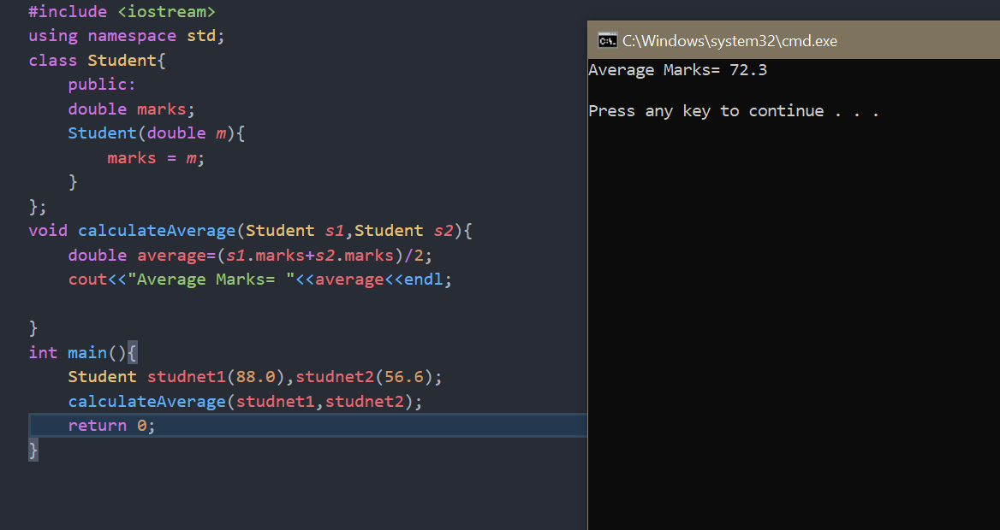 #include <iostream>
using namespace std;
class Student{
    public:
    double marks;
    Student(double m){
        marks = m;
    }
};
void calculateAverage(Student s1,Student s2){
    double average=(s1.marks+s2.marks)/2;
    cout<<"Average Marks= "<<average<<endl;

}
int main(){
    Student studnet1(88.0),studnet2(56.6);
    calculateAverage(studnet1,studnet2);
    return 0;
}
C:\Windows\system32\cmd.exe
Average Marks= 72.3

Press any key to continue . . .